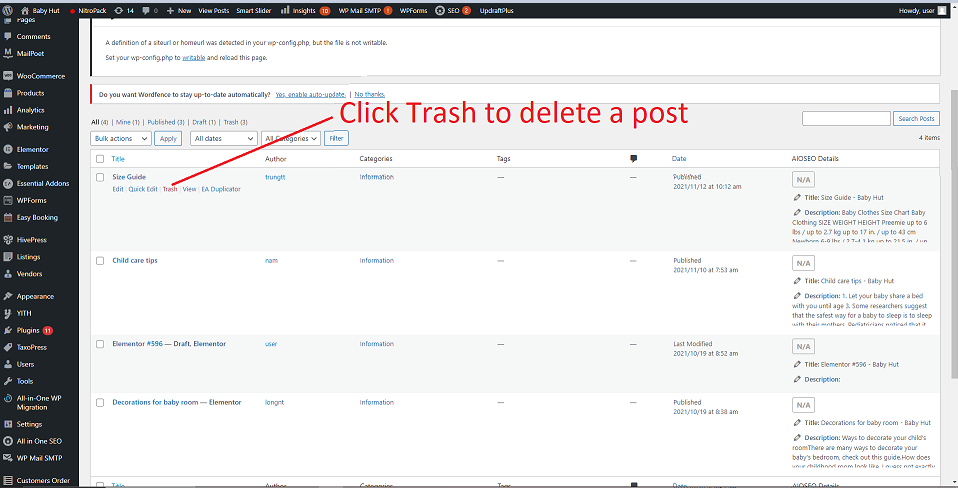 Baby Hut NitroPack 14 0 New View Posts Smart Slider Insights 10 WP Mail SMTP 1 WPForms SEO 2 UpdraftPlus Howdy, user
Pages
Comments
MailPoet
WooCommerce
Products
Analytics
Marketing
Elementor
Templates
Essential Addons
WPForms
Easy Booking
HivePress
Listings
Vendors
Appearance
YITH
Plugins 11
TaxoPress
Users
Tools
All-in-One WP
Migration
Settings
All in One SEO
WP Mail SMTP
Customers Order
A definition of a siteurl or homeurl was detected in your wp-config.php, but the file is not writable.
Set your wp-config.php to writable and reload this page.
Do you want Wordfence to stay up-to-date automatically? Yes, enable auto-update. | No thanks.
Click Trash to delete a post
All (4) | Mine (1) | Published (3) | Draft (1) | Trash (3)
Search Posts
Bulk actions Apply All dates All Categories Filter
4 items
Title Author Categories Tags Date AIOSEO Details
Size Guide trungtt Information — — Published N/A
Edit | Quick Edit | Trash | View | EA Duplicator
2021/11/12 at 10:12 am
Title: Size Guide - Baby Hut
Description: Baby Clothes Size Chart Baby
Clothing SIZE WEIGHT HEIGHT Preemie up to 6
lbs / up to 2.7 kg up to 17 in. / up to 43 cm
Newborn 6-9 lbs / 2.7-4.1 kg up to 21.5 in. / up
Child care tips nam Information — — Published N/A
2021/11/10 at 7:53 am
Title: Child care tips - Baby Hut
Description: 1. Let your baby share a bed
with you until age 3. Some researchers suggest
that the safest way for a baby to sleep is to sleep
with their mothers. Pediatricians noticed that it
Elementor #596 — Draft, Elementor user Information — — Last Modified N/A
2021/10/19 at 8:52 am
Title: Elementor #596 - Baby Hut
Description:
Decorations for baby room — Elementor longnt Information — — Published N/A
2021/10/19 at 8:38 am
Title: Decorations for baby room - Baby Hut
Description: Ways to decorate your child's
roomThere are many ways to decorate your
baby's bedroom, check out this guide.How does
your childhood room look like. I guess not exactly
Title Author Categories Tags Date AIOSEO Details